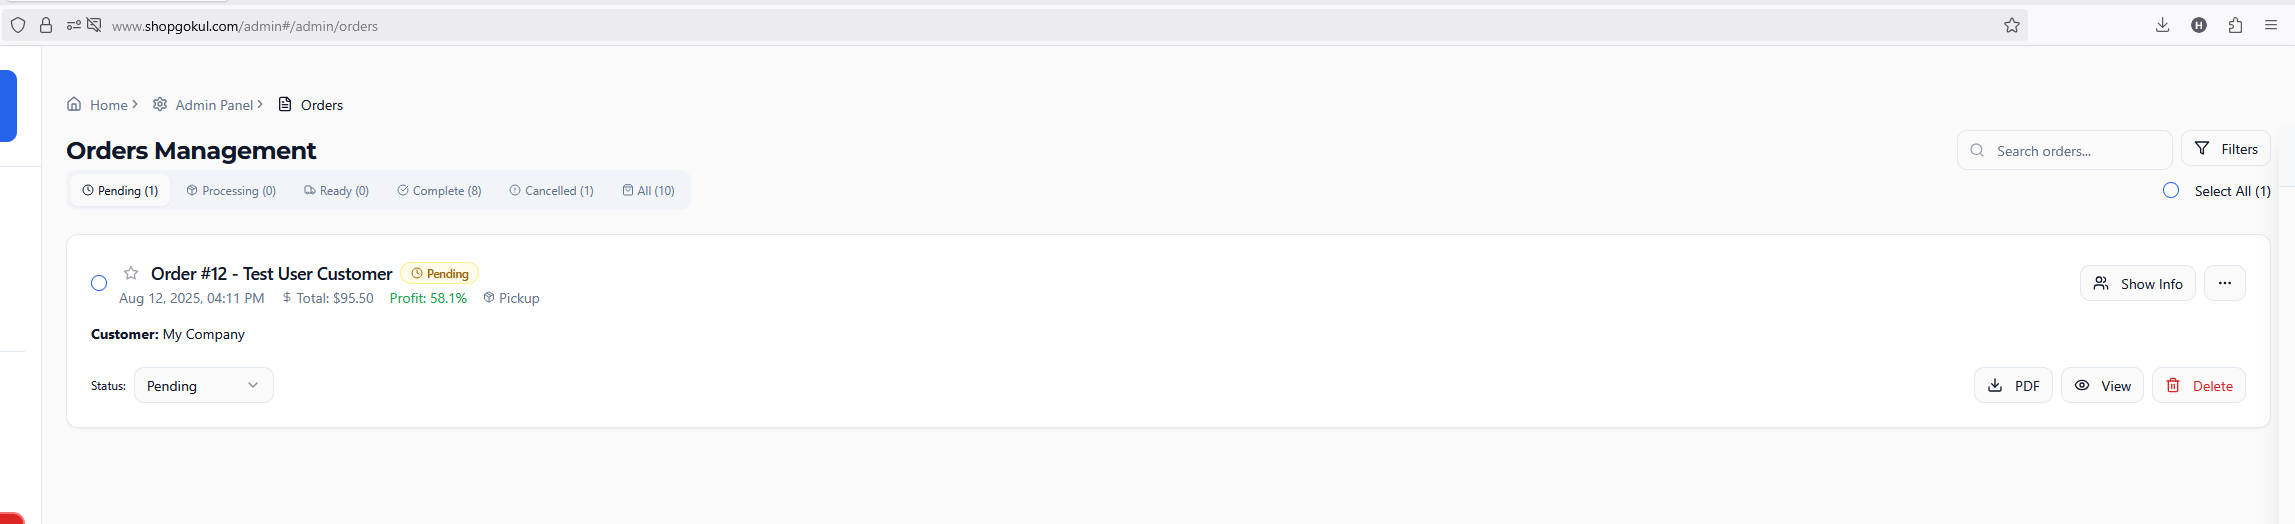 www.shopgokul.com/admin#/admin/orders
H
Home > Admin Panel > Orders
Orders Management
Search orders...
Filters
Pending (1) Processing (0) Ready (0) Complete (8) Cancelled (1) All (10)
Select All (1)
Order #12 - Test User Customer Pending
Show Info ...
Aug 12, 2025, 04:11 PM $ Total: $95.50 Profit: 58.1% Pickup
Customer: My Company
Status: Pending
PDF View Delete